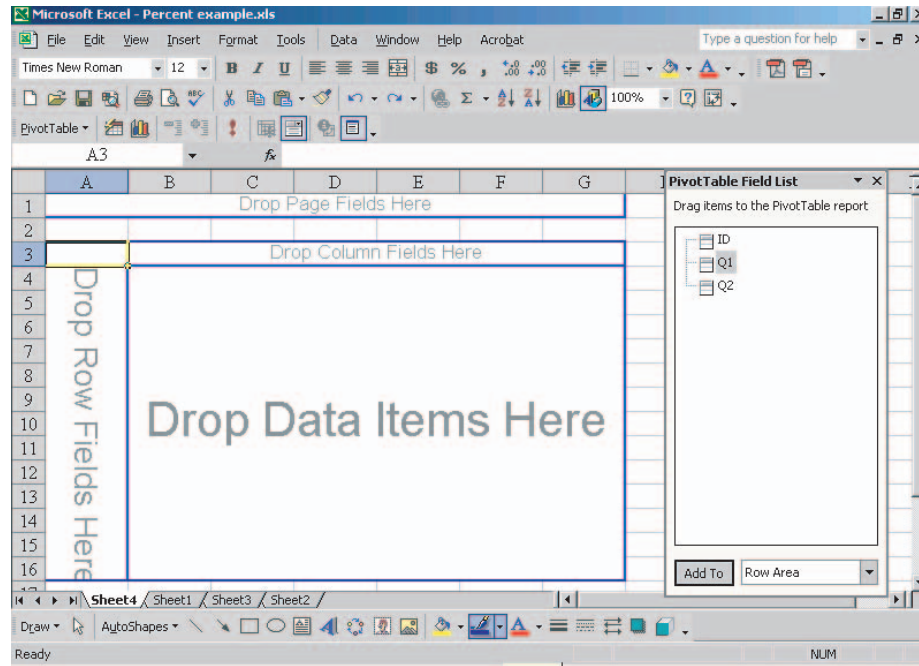 Microsoft Excel - Percent example.xls
File Edit View Insert Format Tools Data Window Help Acrobat Type a question for help
Times New Roman 12 B I U $ % ,
100%
PivotTable
A3 fx
A B C D E F G
PivotTable Field List
Drag items to the PivotTable report
ID
Q1
Q2
1 Drop Page Fields Here
2
3 Drop Column Fields Here
4
5
6
7
8
9
10
11
12
13
14
15
16
Drop Row Fields Here
Drop Data Items Here
Add To Row Area
Sheet4 Sheet1 Sheet3 Sheet2
Draw AutoShapes
Ready NUM